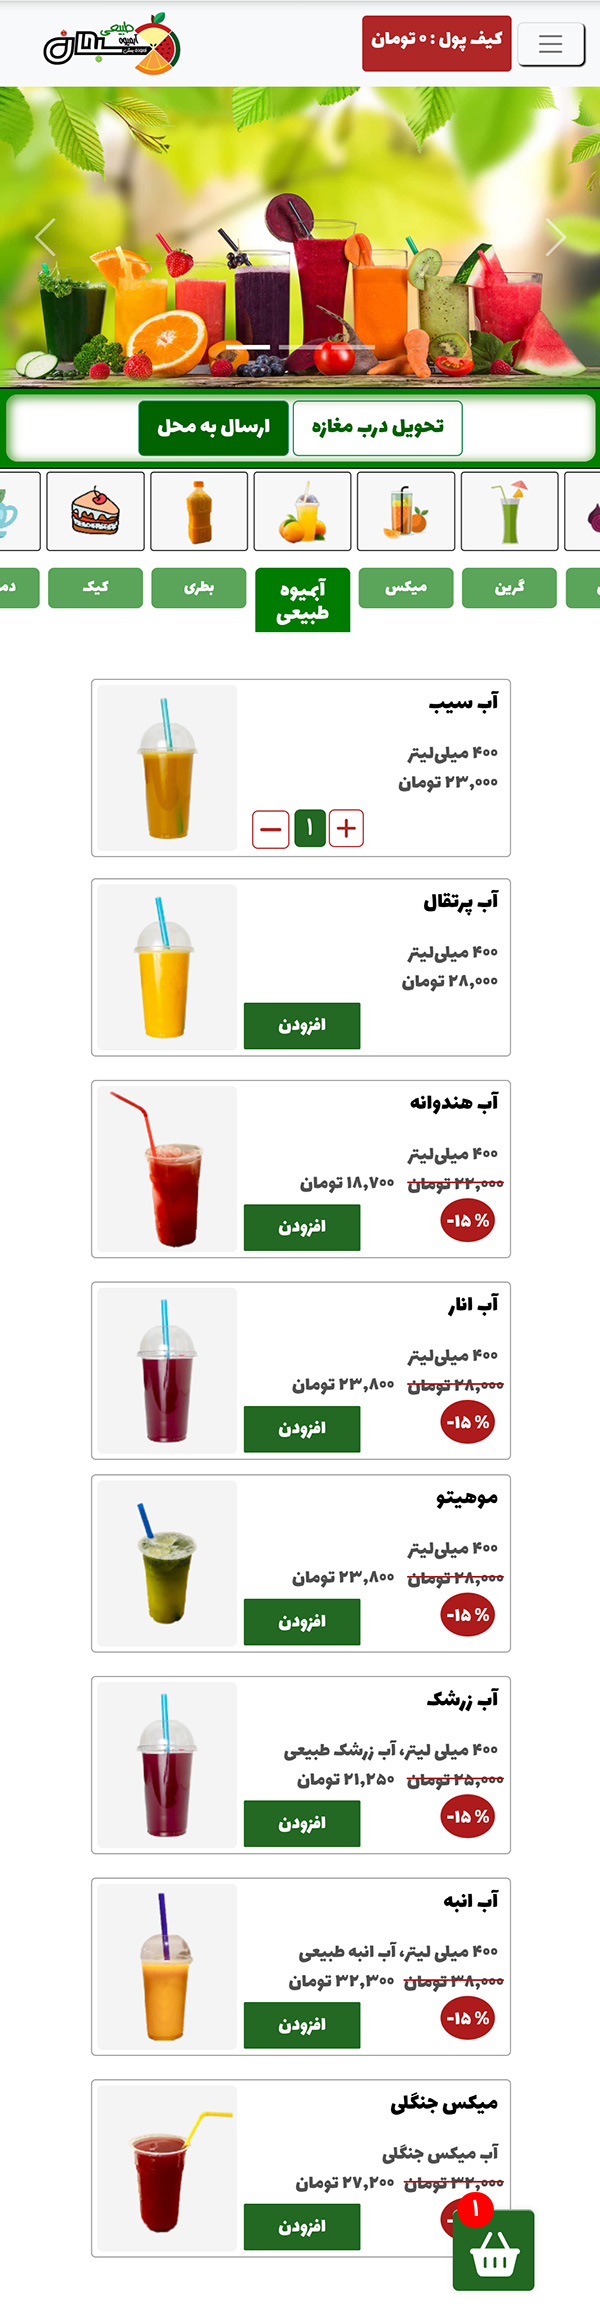 کیف پول : ۰ تومان
طبیعی
آبمیوه
سبحان
تحویل درب مغازه
ارسال به محل
گرین
میکس
آبمیوه طبیعی
بطری
کیک
آب سیب
۴۰۰ میلی‌لیتر
۲۳,۰۰۰ تومان
+ ۱ −
آب پرتقال
۴۰۰ میلی‌لیتر
۲۸,۰۰۰ تومان
افزودن
آب هندوانه
۴۰۰ میلی‌لیتر
۲۲,۰۰۰ تومان ۱۸,۷۰۰ تومان
-۱۵ %
افزودن
آب انار
۴۰۰ میلی‌لیتر
۲۸,۰۰۰ تومان ۲۳,۸۰۰ تومان
-۱۵ %
افزودن
موهیتو
۴۰۰ میلی‌لیتر
۲۸,۰۰۰ تومان ۲۳,۸۰۰ تومان
-۱۵ %
افزودن
آب زرشک
۴۰۰ میلی لیتر، آب زرشک طبیعی
۲۵,۰۰۰ تومان ۲۱,۲۵۰ تومان
-۱۵ %
افزودن
آب انبه
۴۰۰ میلی لیتر، آب انبه طبیعی
۳۸,۰۰۰ تومان ۳۲,۳۰۰ تومان
-۱۵ %
افزودن
میکس جنگلی
آب میکس جنگلی
۳۲,۰۰۰ تومان ۲۷,۲۰۰ تومان
افزودن
۱